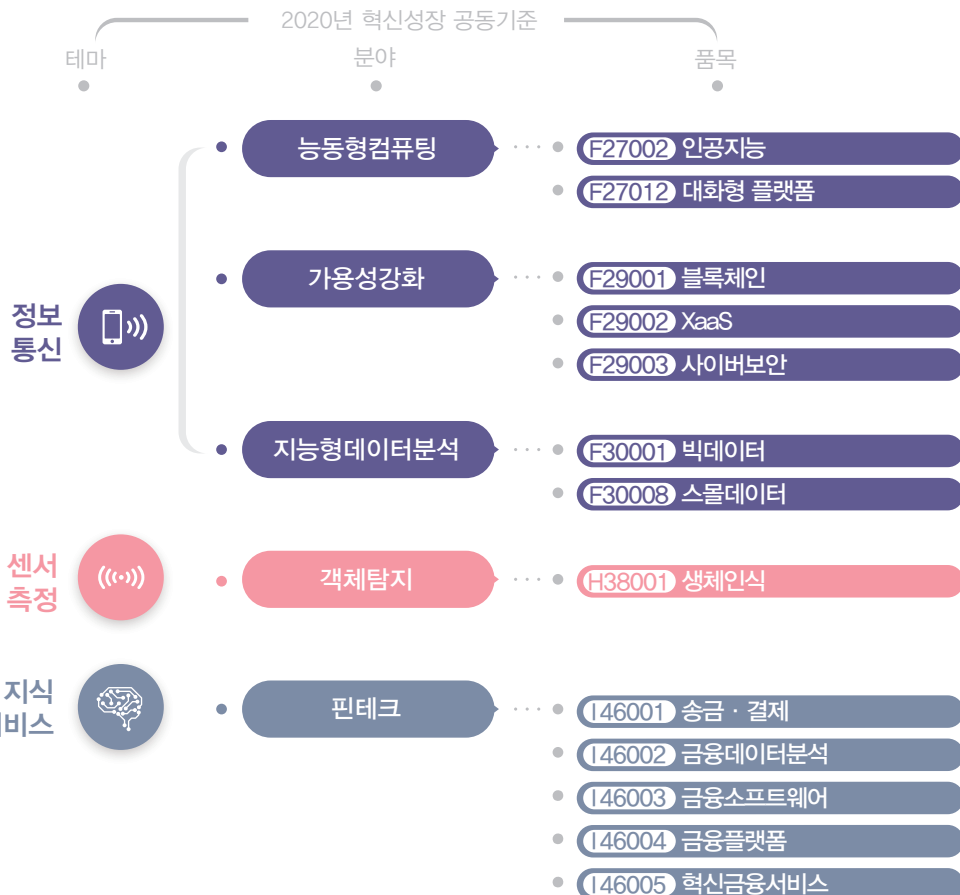 2020년 혁신성장 공동기준
테마
분야
품목
정보
통신
능동형컴퓨팅
F27002 인공지능
F27012 대화형 플랫폼
가용성강화
F29001 블록체인
F29002 XaaS
F29003 사이버보안
지능형데이터분석
F30001 빅데이터
F30008 스몰데이터
센서
측정
객체탐지
H38001 생체인식
지식
비스
핀테크
I46001 송금 · 결제
I46002 금융데이터분석
I46003 금융소프트웨어
I46004 금융플랫폼
I46005 혁신금융서비스